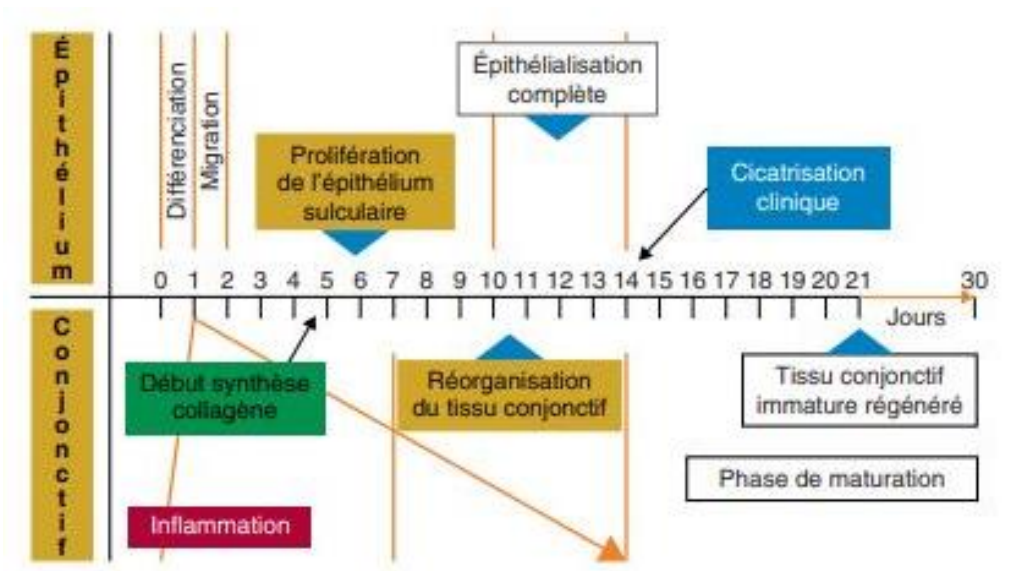 Épithélium
Différenciation
Migration
Prolifération
de l'épithélium
sulculaire
Épithélialisation
complète
Cicatrisation
clinique
0 1 2 3 4 5 6 7 8 9 10 11 12 13 14 15 16 17 18 19 20 21 30
Jours
Conjonctif
Début synthèse
collagène
Réorganisation
du tissu conjonctif
Tissu conjonctif
immature régénéré
Phase de maturation
Inflammation